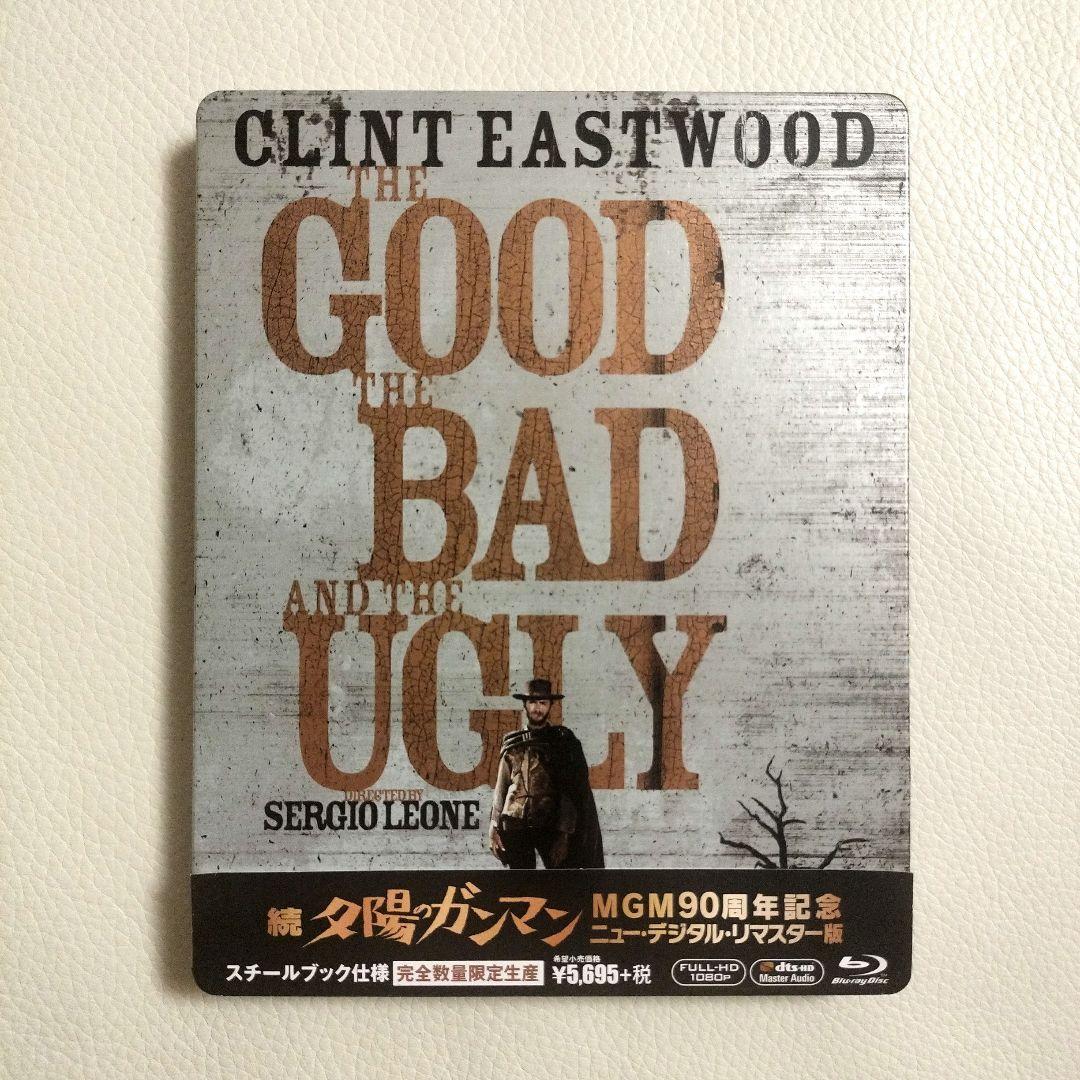 CLINT EASTWOOD
THE
GOOD
THE
BAD
AND THE
UGLY
DIRECTED BY
SERGIO LEONE
続 夕陽のガンマン MGM90周年記念
ニュー・デジタル・リマスター版
スチールブック仕様 完全数量限定生産 希望小売価格 ¥5,695+税
FULL-HD
1080P
dts-HD
Master Audio
Blu-ray Disc